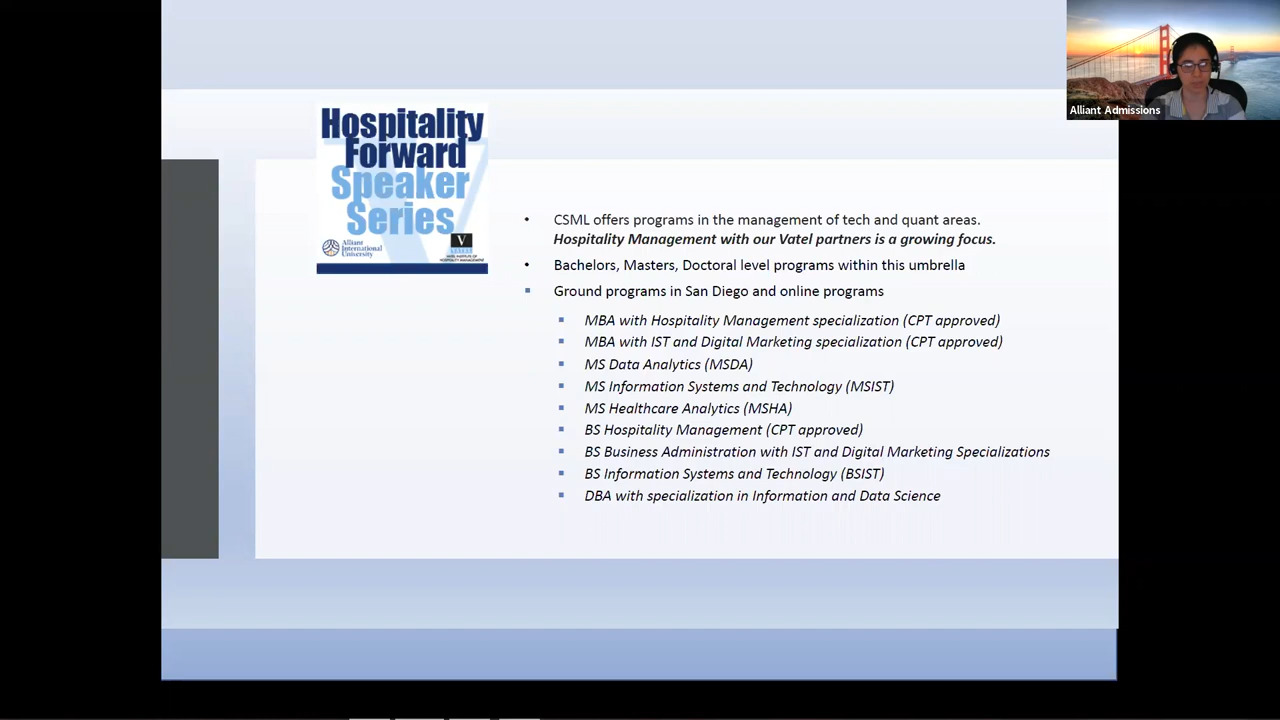 Hospitality
Forward
Speaker
Series
Alliant
International
University
V
VATEL
Alliant Admissions
CSML offers programs in the management of tech and quant areas.
Hospitality Management with our Vatel partners is a growing focus.
Bachelors, Masters, Doctoral level programs within this umbrella
Ground programs in San Diego and online programs
MBA with Hospitality Management specialization (CPT approved)
MBA with IST and Digital Marketing specialization (CPT approved)
MS Data Analytics (MSDA)
MS Information Systems and Technology (MSIST)
MS Healthcare Analytics (MSHA)
BS Hospitality Management (CPT approved)
BS Business Administration with IST and Digital Marketing Specializations
BS Information Systems and Technology (BSIST)
DBA with specialization in Information and Data Science